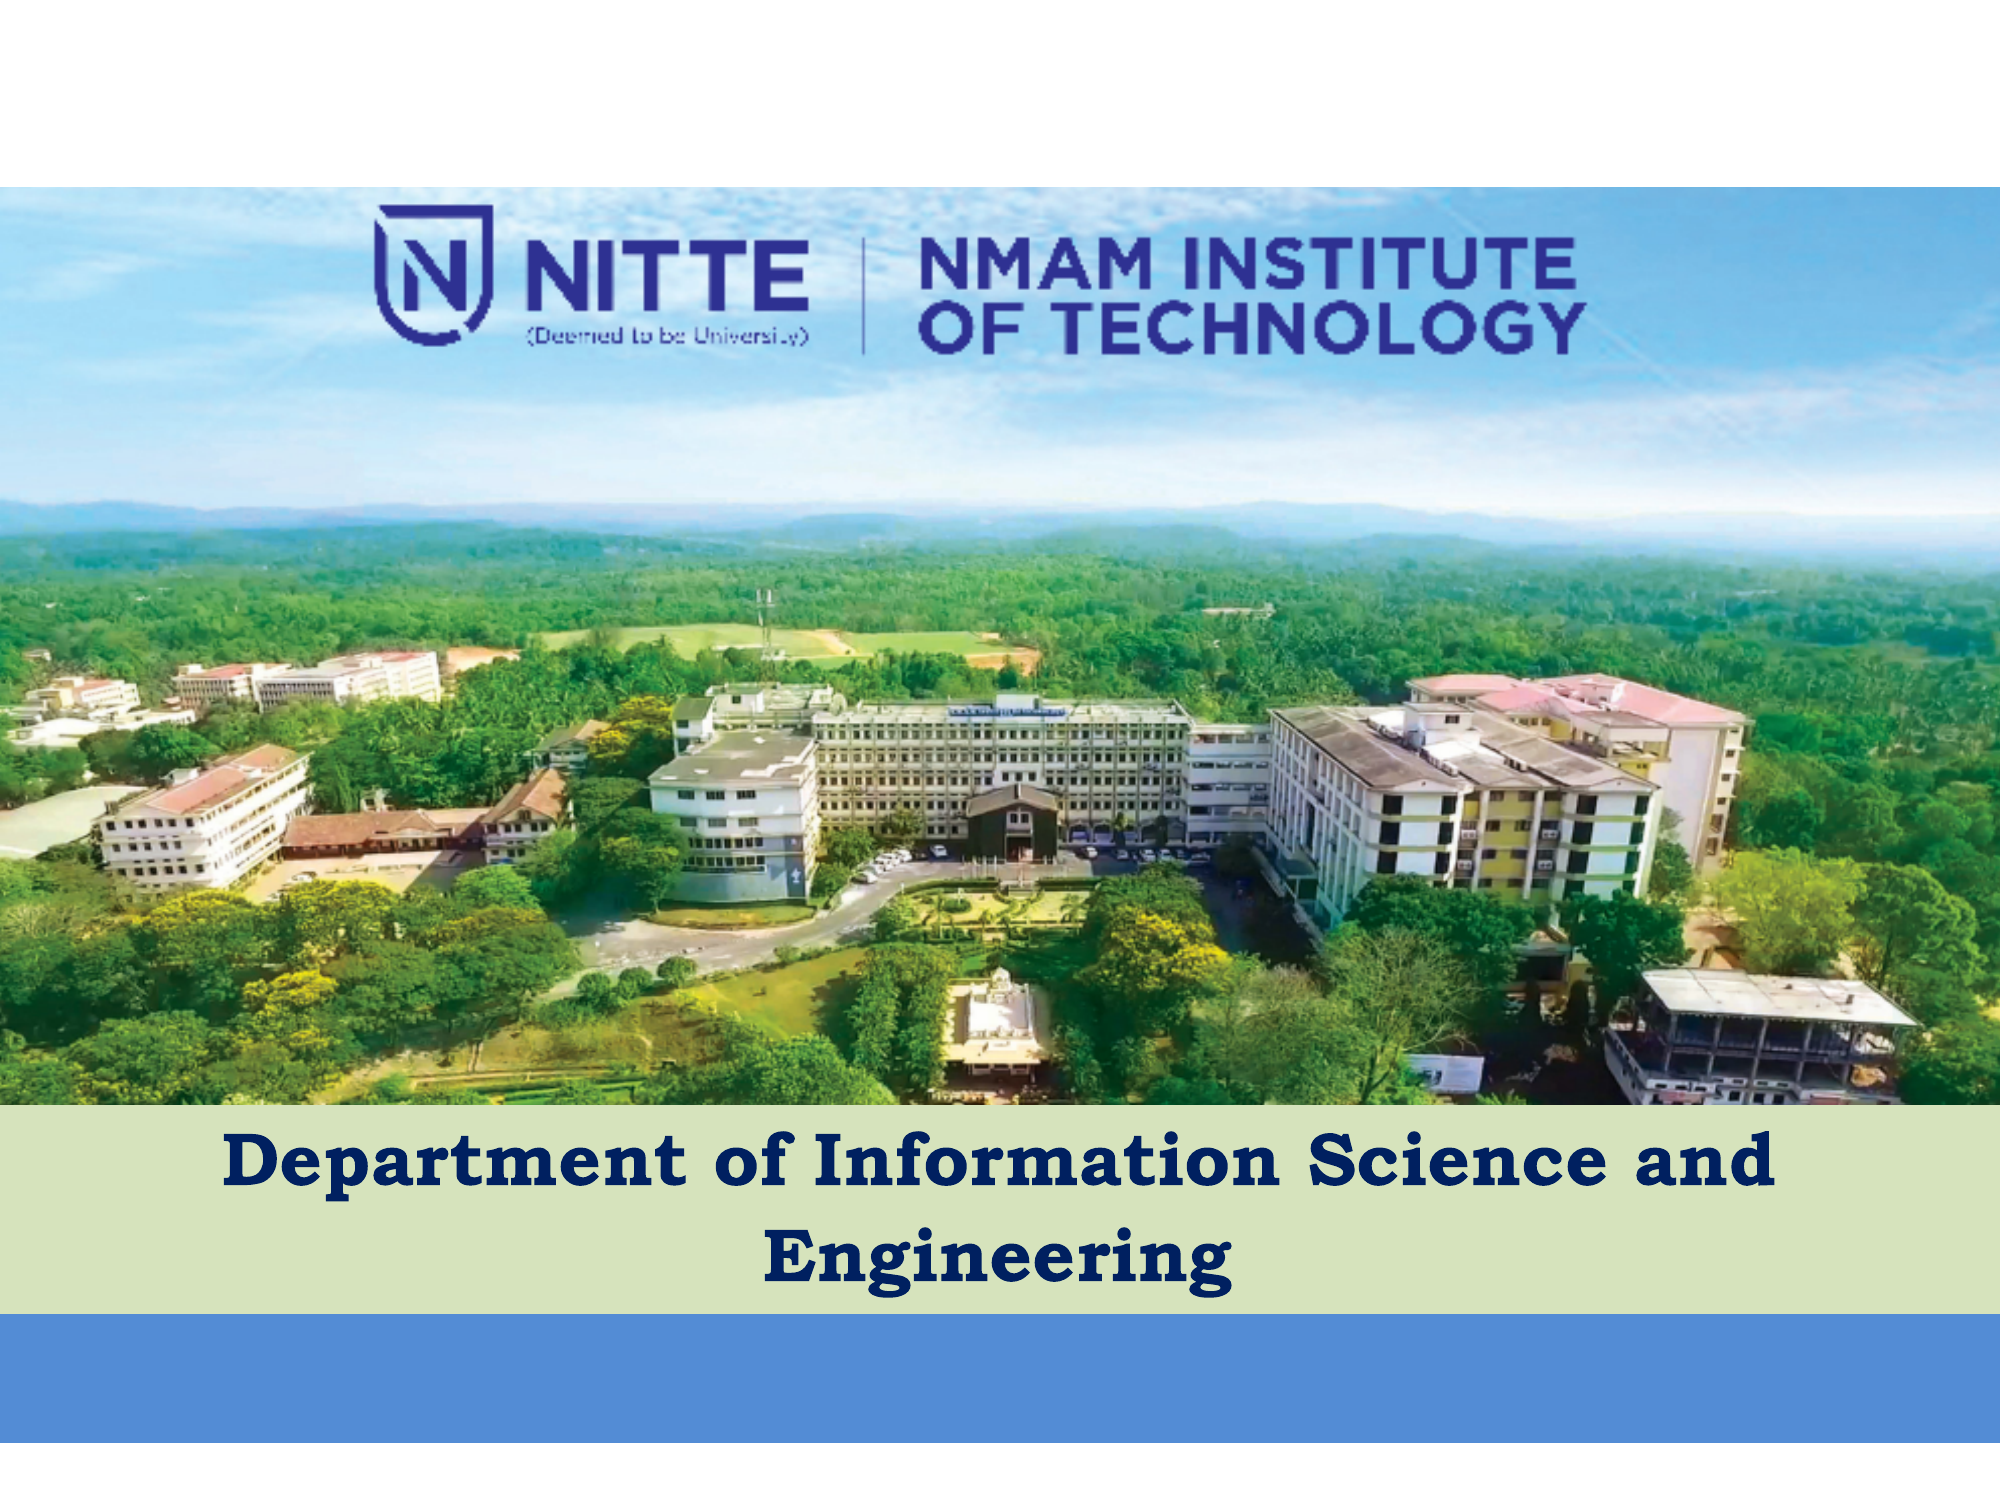 NITTE
(Deemed to be University)
NMAM INSTITUTE
OF TECHNOLOGY
Department of Information Science and
Engineering